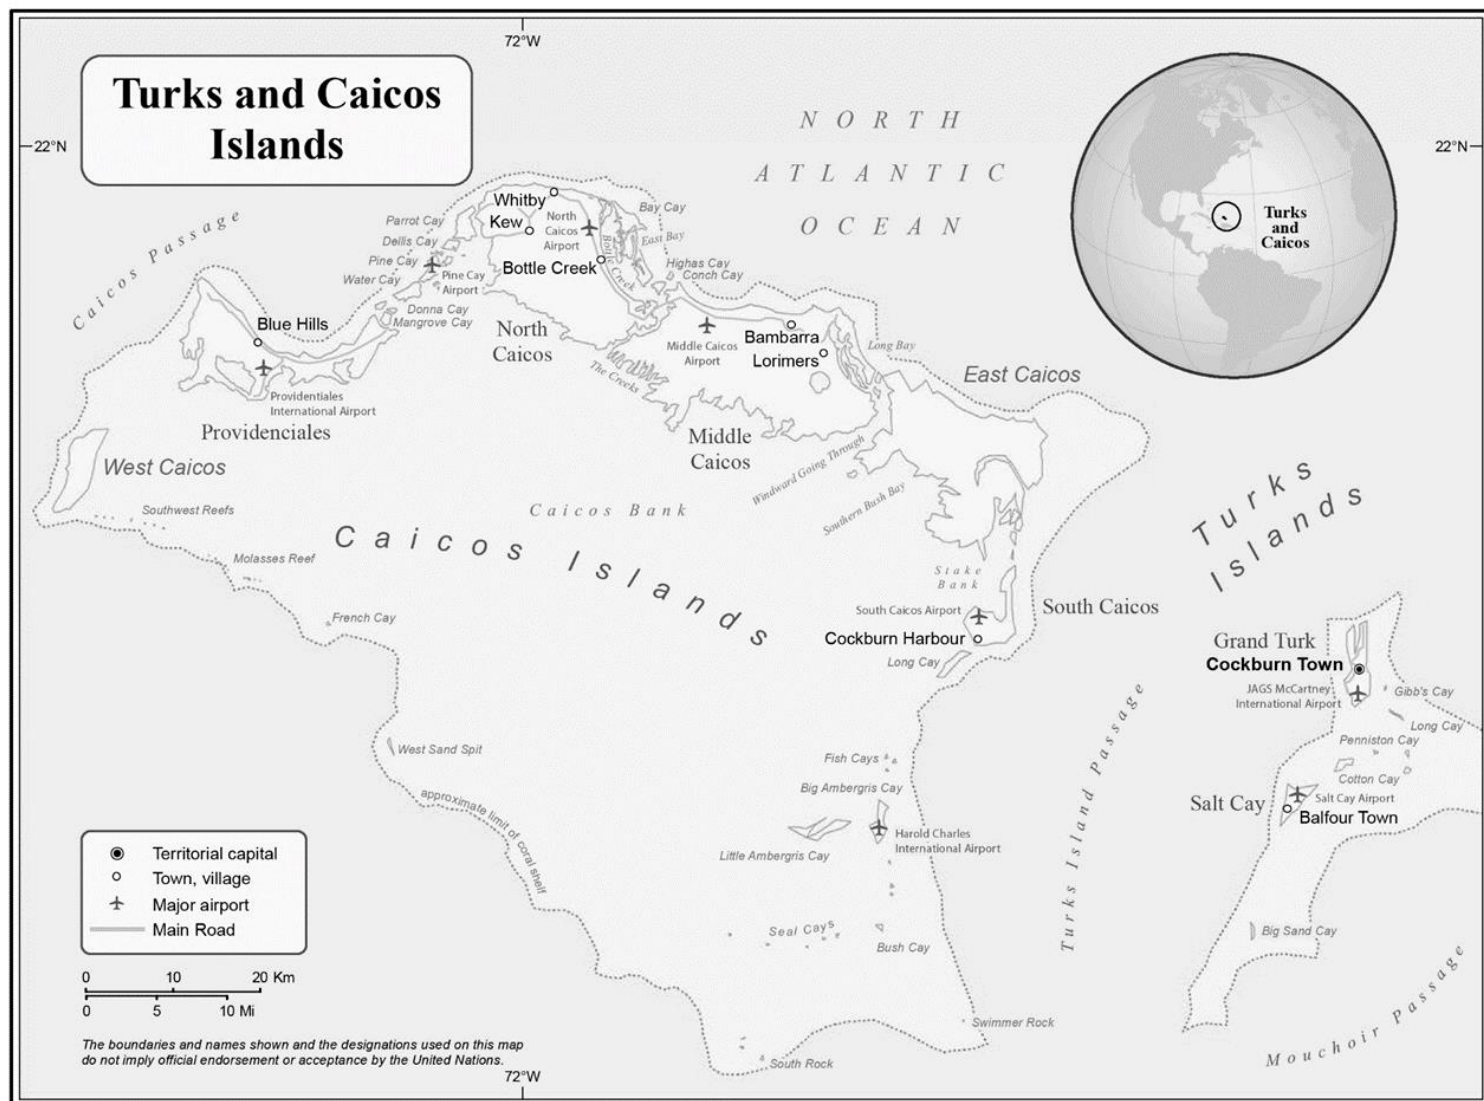 72°W
Turks and Caicos
Islands
22°N
22°N
NORTH
ATLANTIC
OCEAN
Turks
and
Caicos
Caicos Passage
Parrot Cay
Dellis Cay
Pine Cay
Water Cay
Pine Cay
Airport
Donna Cay
Mangrove Cay
Whitby
Kew
North
Caicos
Airport
Bottle Creek
Bottle Creek
Bay Cay
East Bay
Highas Cay
Conch Cay
Blue Hills
Providentiales
International Airport
Providenciales
North
Caicos
The Creeks
Middle Caicos
Airport
Bambarra
Lorimers
Long Bay
East Caicos
Middle
Caicos
West Caicos
Windward Going Through
Southern Bush Bay
Southwest Reefs
Caicos Bank
Caicos Islands
Molasses Reef
French Cay
Stake
Bank
South Caicos Airport
South Caicos
Cockburn Harbour
Long Cay
Turks
Islands
Grand Turk
Cockburn Town
JAGS McCartney
International Airport
Gibb's Cay
Long Cay
Penniston Cay
Cotton Cay
Salt Cay
Salt Cay Airport
Balfour Town
Turks Island Passage
West Sand Spit
approximate limit of coral shelf
Fish Cays
Big Ambergris Cay
Harold Charles
International Airport
Little Ambergris Cay
Seal Cays
Bush Cay
Big Sand Cay
Mouchoir Passage
Swimmer Rock
South Rock
Territorial capital
Town, village
Major airport
Main Road
0 10 20 Km
0 5 10 Mi
The boundaries and names shown and the designations used on this map
do not imply official endorsement or acceptance by the United Nations.
72°W